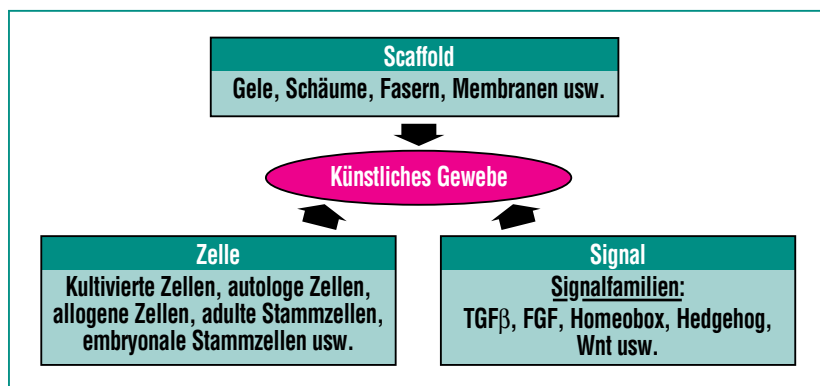 Scaffold
Gele, Schäume, Fasern, Membranen usw.
Künstliches Gewebe
Zelle
Kultivierte Zellen, autologe Zellen,
allogene Zellen, adulte Stammzellen,
embryonale Stammzellen usw.
Signal
Signalfamilien:
TGFβ, FGF, Homeobox, Hedgehog,
Wnt usw.